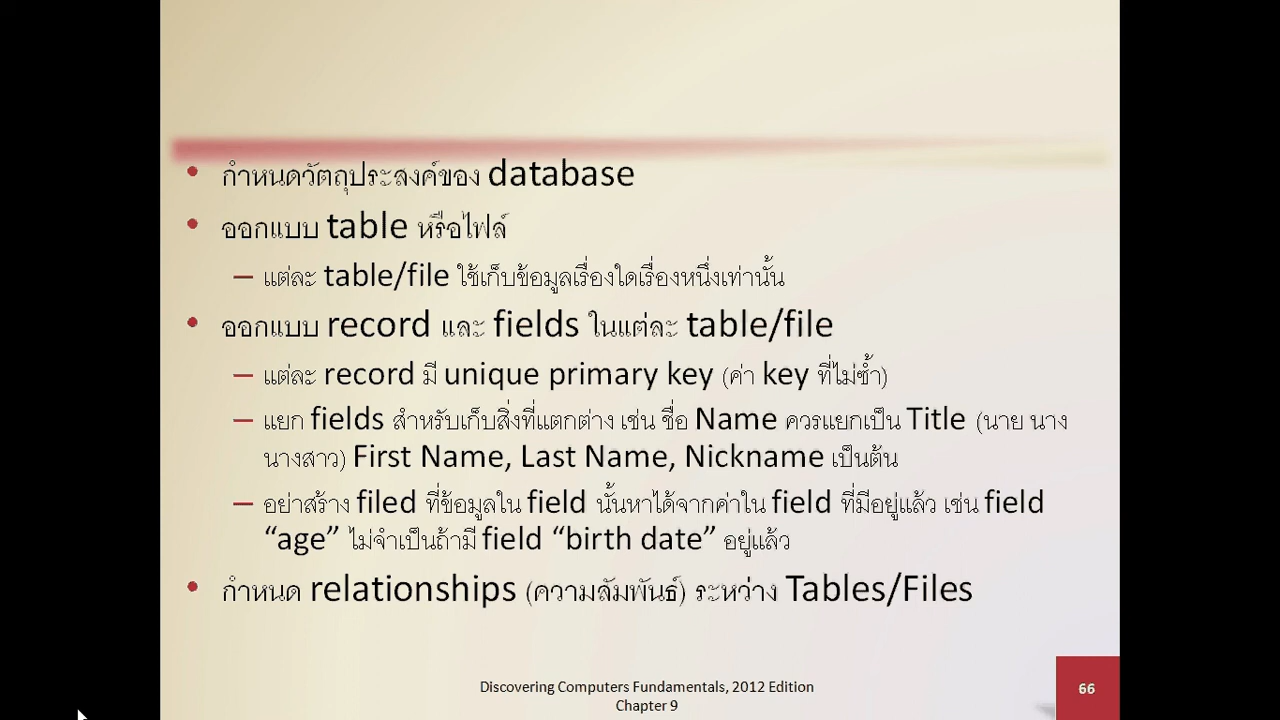 • กำหนดวัตถุประสงค์ของ database
• ออกแบบ table หรือไฟล์
– แต่ละ table/file ใช้เก็บข้อมูลเรื่องใดเรื่องหนึ่งเท่านั้น
• ออกแบบ record และ fields ในแต่ละ table/file
– แต่ละ record มี unique primary key (ค่า key ที่ไม่ซ้ำ)
– แยก fields สำหรับเก็บสิ่งที่แตกต่าง เช่น ชื่อ Name ควรแยกเป็น Title (นาย นาง
นางสาว) First Name, Last Name, Nickname เป็นต้น
– อย่าสร้าง filed ที่ข้อมูลใน field นั้นหาได้จากค่าใน field ที่มีอยู่แล้ว เช่น field
“age” ไม่จำเป็นถ้ามี field “birth date” อยู่แล้ว
• กำหนด relationships (ความสัมพันธ์) ระหว่าง Tables/Files
Discovering Computers Fundamentals, 2012 Edition
Chapter 9
66